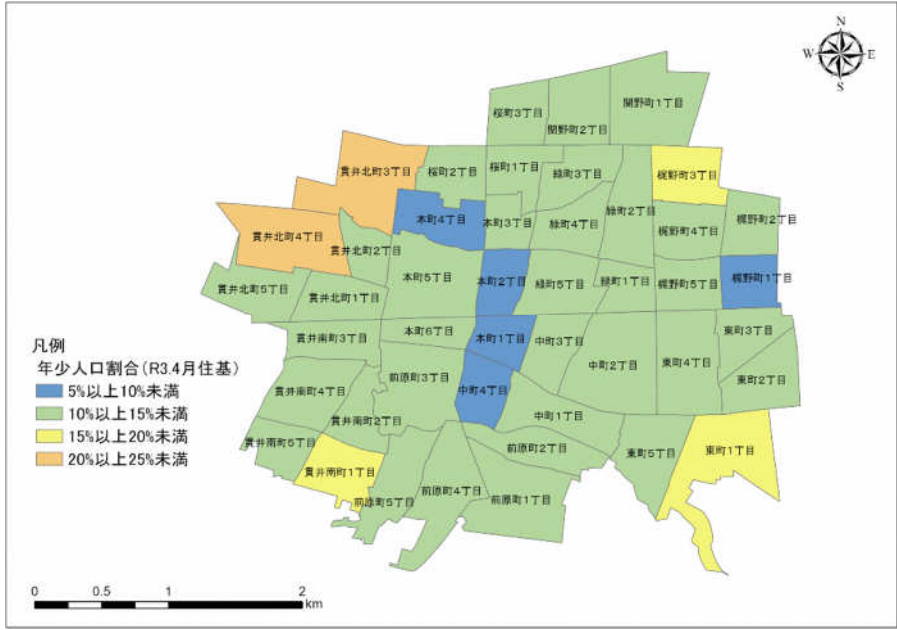 N
W E
S
関野町1丁目
桜町3丁目
関野町2丁目
貫井北町3丁目
桜町2丁目
桜町1丁目
緑町3丁目
梶野町3丁目
本町4丁目
本町3丁目
緑町4丁目
緑町2丁目
梶野町4丁目
梶野町2丁目
貫井北町4丁目
貫井北町2丁目
本町5丁目
本町2丁目
緑町5丁目
緑町1丁目
梶野町5丁目
梶野町1丁目
貫井北町5丁目
貫井北町1丁目
貫井南町3丁目
本町6丁目
本町1丁目
中町3丁目
東町3丁目
中町2丁目
東町4丁目
前原町3丁目
中町4丁目
東町2丁目
貫井南町4丁目
貫井南町2丁目
中町1丁目
貫井南町5丁目
前原町2丁目
東町5丁目
東町1丁目
貫井南町1丁目
前原町5丁目
前原町4丁目
前原町1丁目
凡例
年少人口割合(R3.4月住基)
5%以上10%未満
10%以上15%未満
15%以上20%未満
20%以上25%未満
0 0.5 1 2
km